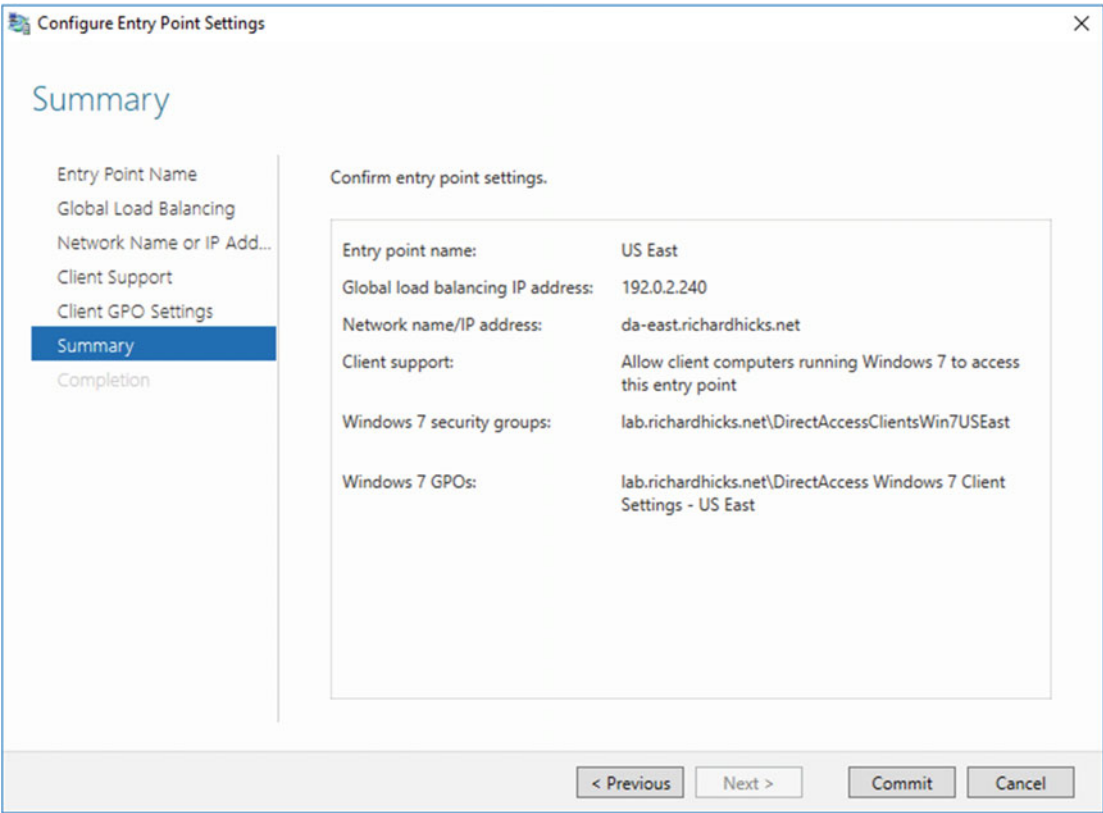 Configure Entry Point Settings
Summary
Entry Point Name
Global Load Balancing
Network Name or IP Add...
Client Support
Client GPO Settings
Summary
Completion
Confirm entry point settings.
Entry point name: US East
Global load balancing IP address: 192.0.2.240
Network name/IP address: da-east.richardhicks.net
Client support: Allow client computers running Windows 7 to access
this entry point
Windows 7 security groups: lab.richardhicks.net\DirectAccessClientsWin7USEast
Windows 7 GPOs: lab.richardhicks.net\DirectAccess Windows 7 Client
Settings - US East
< Previous Next > Commit Cancel